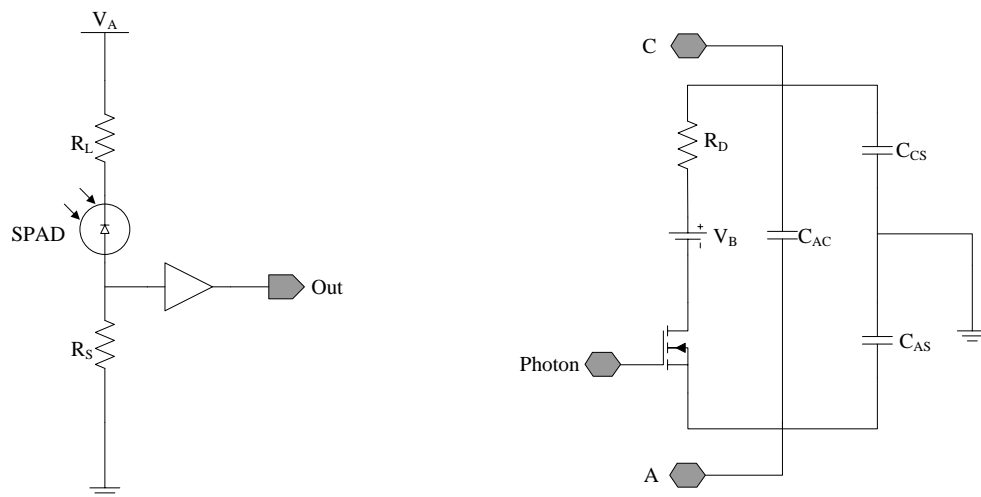 V_A
R_L
SPAD
Out
R_S
C
R_D
C_CS
+
V_B
-
C_AC
C_AS
Photon
A